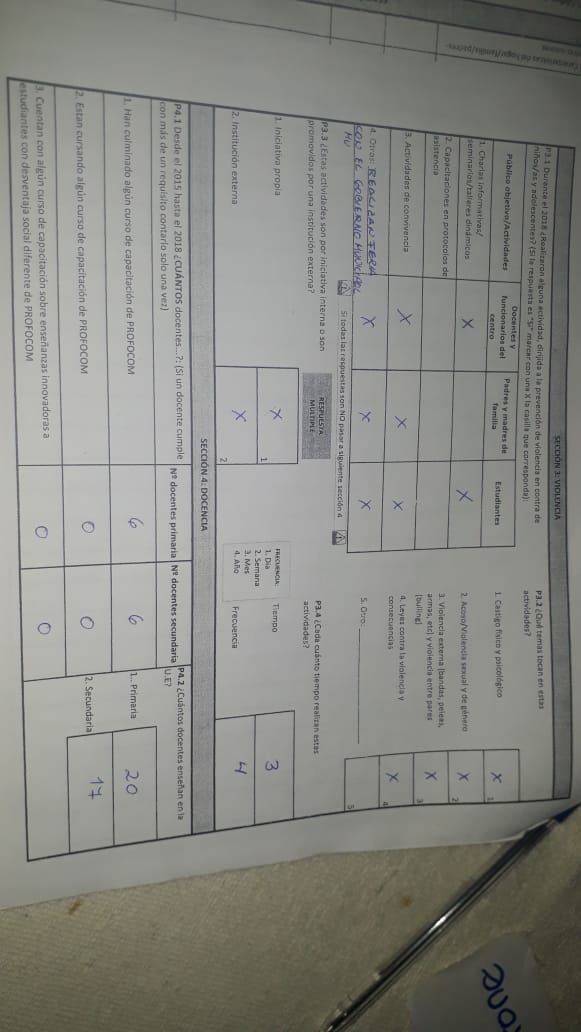 SECCIÓN 3: VIOLENCIA
P3.1 Durante el 2018 ¿Realizaron alguna actividad, dirijida a la prevención de violencia en contra de
niños/as y adolescentes? (Si la respuesta es "SI" marcar con una X la casilla que corresponda):
Público objetivo/Actividades
Docentes y
funcionarios del
centro
Padres y madres de
familia
Estudiantes
1. Charlas informativas/
seminarios/talleres dinámicos
X
2. Capacitaciones en protocolos de
asistencia
X
3. Actividades de convivencia
X X X
4. Otros: REALIZAN FERIA
CON EL GOBIERNO MUNICIPAL
X X X
Si todas las respuestas son NO pasar a siguiente sección 4
P3.2 ¿Qué temas tocan en estas
actividades?
1. Castigo físico y psicológico
X 1
2. Acoso/Violencia sexual y de género
X 2
3. Violencia externa (bandas, peleas,
armas, etc) y violencia entre pares
(bulling)
X 3
4. Leyes contra la violencia y
consecuencias
X 4
5. Otro:
5
P3.3 ¿Estas actividades son por iniciativa interna o son
promovidos por una institución externa?
RESPUESTA
MULTIPLE
1. Iniciativa propia
X 1
2. Institución externa
X 2
P3.4 ¿Cada cuánto tiempo realizan estas
actividades?
FRECUENCIA:
1. Día
2. Semana
3. Mes
4. Año
Tiempo
3
Frecuencia
4
SECCIÓN 4: DOCENCIA
P4.1 Desde el 2015 hasta el 2018 ¿CUÁNTOS docentes...?: (Si un docente cumple
con más de un requisito contarlo solo una vez)
Nº docentes primaria
Nº docentes secundaria
1. Han culminado algún curso de capacitación de PROFOCOM
6 6
2. Estan cursando algún curso de capacitación de PROFOCOM
0 0
3. Cuentan con algún curso de capacitación sobre enseñanzas innovadoras a
estudiantes con desventaja social diferente de PROFOCOM
0 0
P4.2 ¿Cuántos docentes enseñan en la
U.E?
1.. Primaria
20
2. Secundaria
17